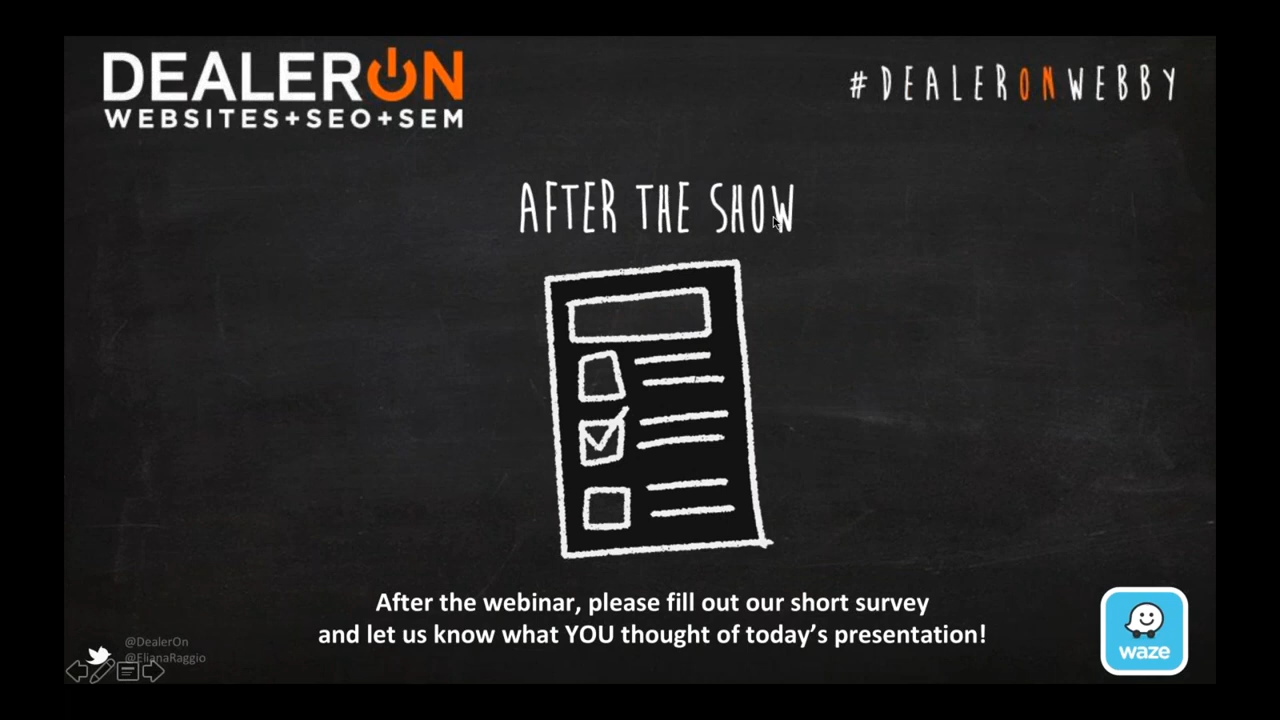 DEALERON
WEBSITES+SEO+SEM
#DEALERONWEBBY
AFTER THE SHOW
After the webinar, please fill out our short survey
and let us know what YOU thought of today's presentation!
@DealerOn
@ElianaRaggio
waze